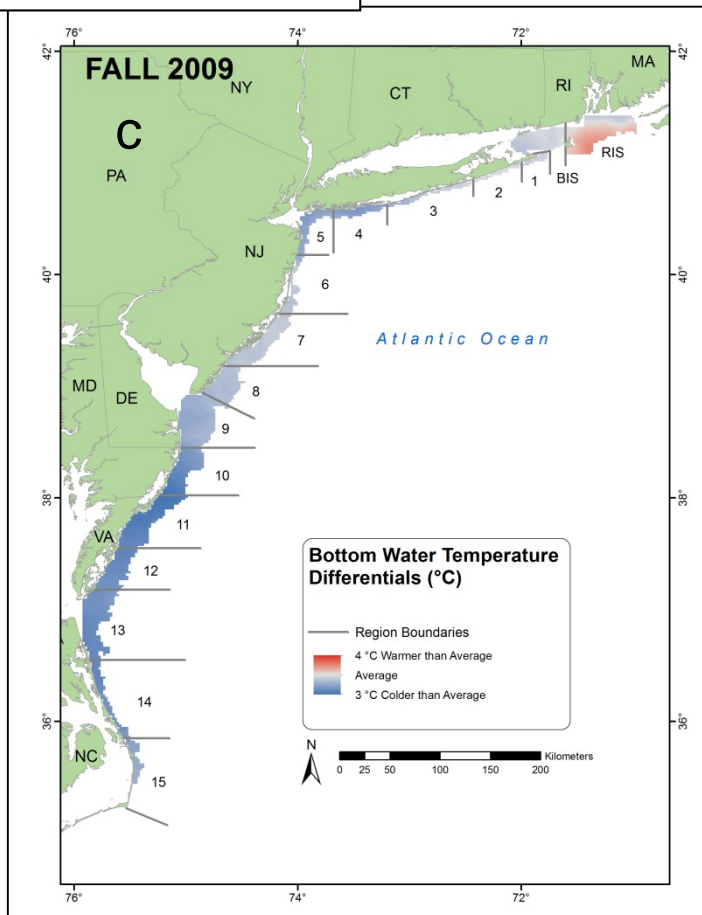 76°
74°
72°
42°
42°
FALL 2009
C
NY
CT
RI
MA
PA
RIS
BIS
1
2
3
4
5
NJ
40°
40°
6
7
Atlantic Ocean
MD
DE
8
9
10
38°
38°
11
VA
12
13
14
36°
36°
NC
15
Bottom Water Temperature
Differentials (°C)
Region Boundaries
4 °C Warmer than Average
Average
3 °C Colder than Average
N
Kilometers
0 25 50 100 150 200
76°
74°
72°